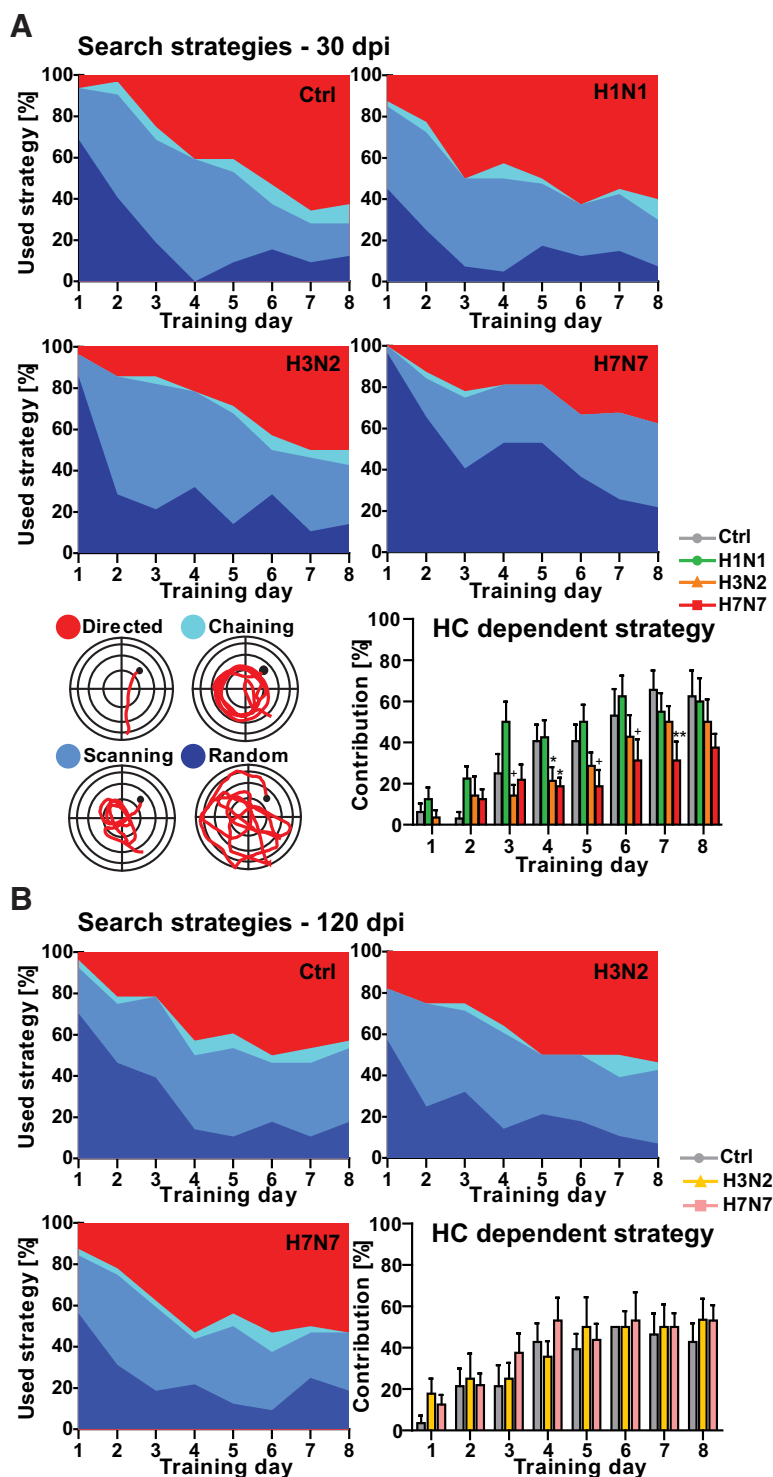 A
Search strategies - 30 dpi
Used strategy [%]
100
80
60
40
20
0
Ctrl
1 2 3 4 5 6 7 8
Training day
100
80
60
40
20
0
H1N1
1 2 3 4 5 6 7 8
Training day
Used strategy [%]
100
80
60
40
20
0
H3N2
1 2 3 4 5 6 7 8
Training day
100
80
60
40
20
0
H7N7
1 2 3 4 5 6 7 8
Training day
Ctrl
H1N1
H3N2
H7N7
Directed
Chaining
Scanning
Random
HC dependent strategy
Contribution [%]
100
80
60
40
20
0
+
*
*
+
+
**
1 2 3 4 5 6 7 8
Training day
B
Search strategies - 120 dpi
Used strategy [%]
100
80
60
40
20
0
Ctrl
1 2 3 4 5 6 7 8
Training day
100
80
60
40
20
0
H3N2
1 2 3 4 5 6 7 8
Training day
Ctrl
H3N2
H7N7
Used strategy [%]
100
80
60
40
20
0
H7N7
1 2 3 4 5 6 7 8
Training day
HC dependent strategy
Contribution [%]
100
80
60
40
20
0
1 2 3 4 5 6 7 8
Training day